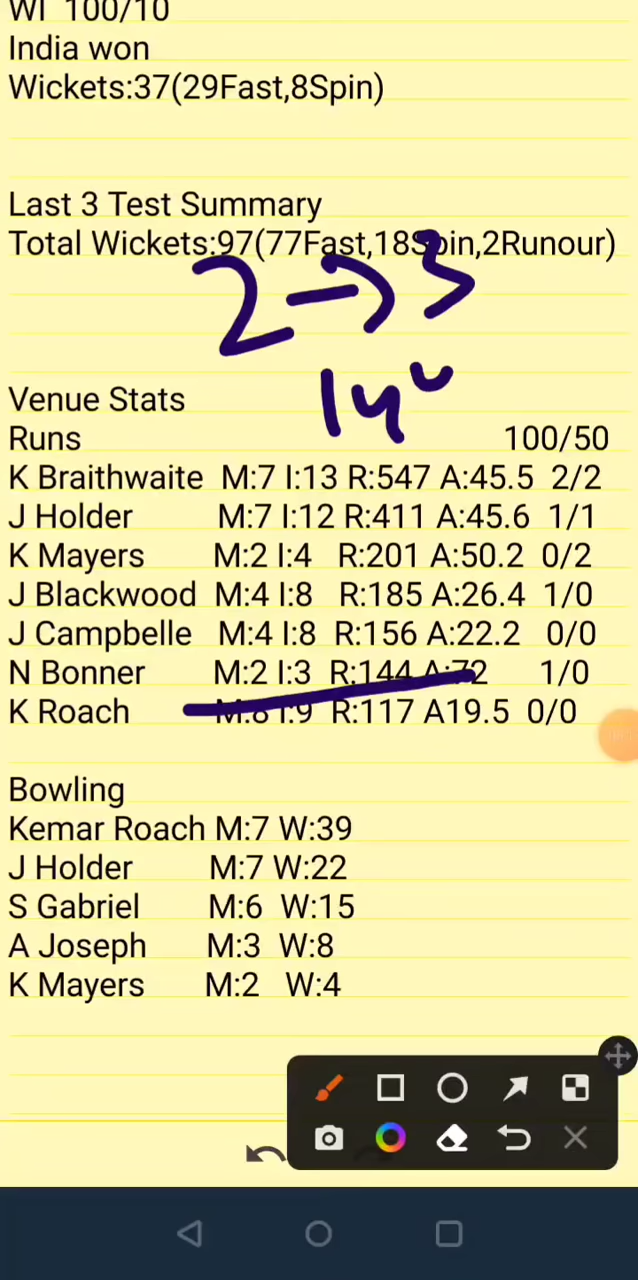 WI 100/10
India won
Wickets:37(29Fast,8Spin)
Last 3 Test Summary
Total Wickets:97(77Fast,18Spin,2Runour)
2 → 3
14
Venue Stats
Runs 100/50
K Braithwaite M:7 I:13 R:547 A:45.5 2/2
J Holder M:7 I:12 R:411 A:45.6 1/1
K Mayers M:2 I:4 R:201 A:50.2 0/2
J Blackwood M:4 I:8 R:185 A:26.4 1/0
J Campbelle M:4 I:8 R:156 A:22.2 0/0
N Bonner M:2 I:3 R:144 A:72 1/0
K Roach M:8 I:9 R:117 A19.5 0/0
Bowling
Kemar Roach M:7 W:39
J Holder M:7 W:22
S Gabriel M:6 W:15
A Joseph M:3 W:8
K Mayers M:2 W:4